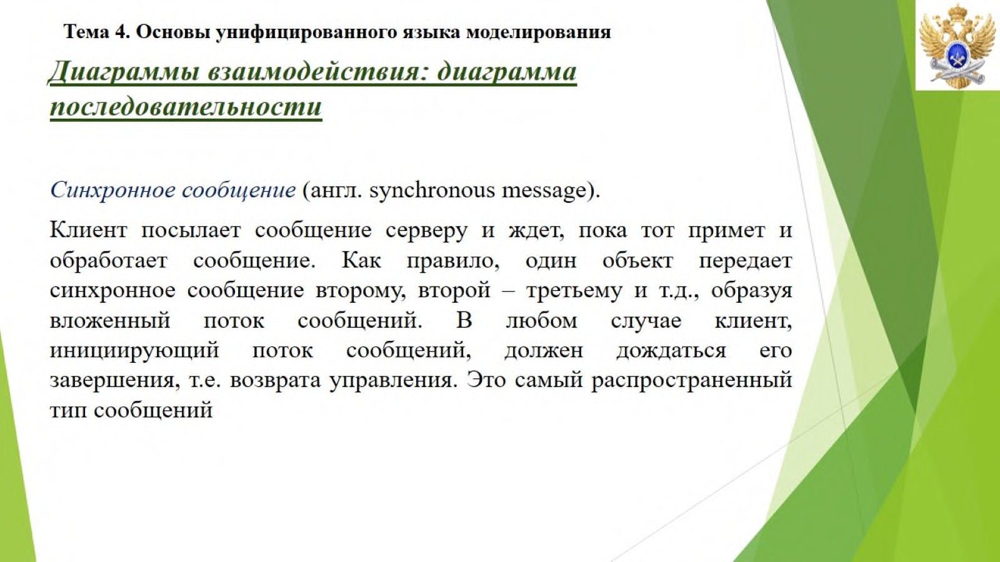 Тема 4. Основы унифицированного языка моделирования
Диаграммы взаимодействия: диаграмма
последовательности
Синхронное сообщение (англ. synchronous message).
Клиент посылает сообщение серверу и ждет, пока тот примет и
обработает сообщение. Как правило, один объект передает
синхронное сообщение второму, второй – третьему и т.д., образуя
вложенный поток сообщений. В любом случае клиент,
инициирующий поток сообщений, должен дождаться его
завершения, т.е. возврата управления. Это самый распространенный
тип сообщений